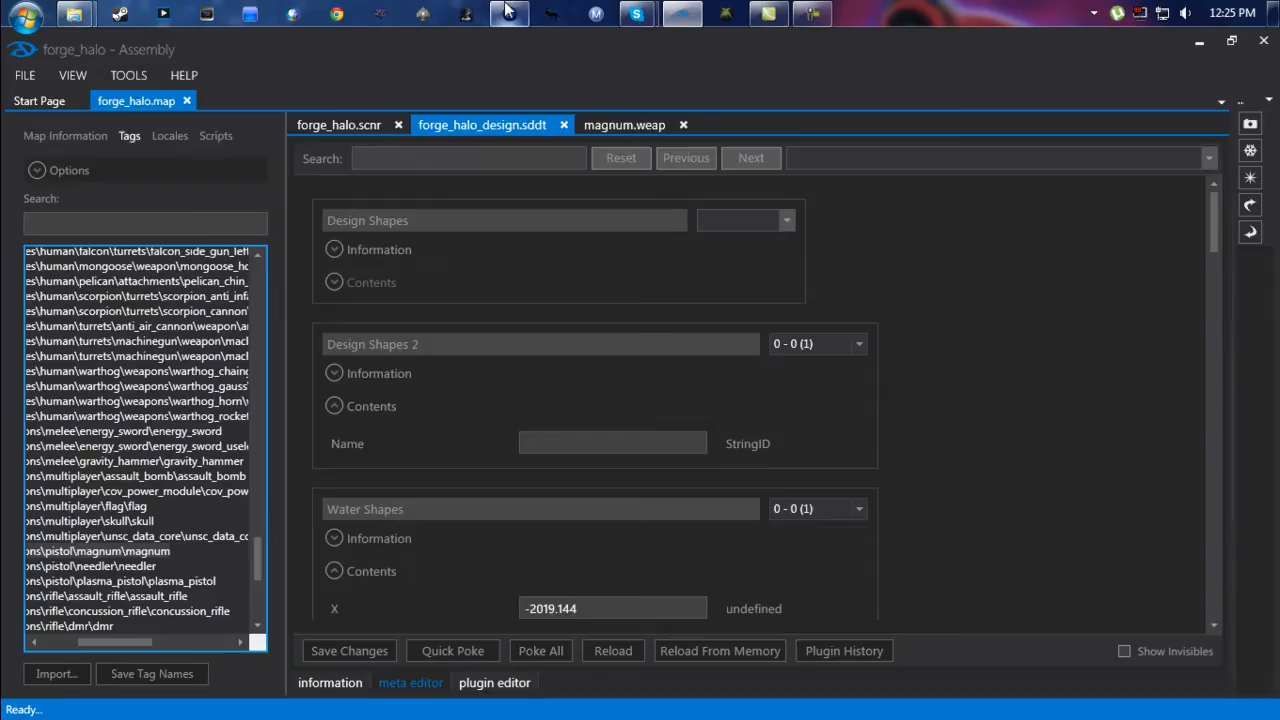 12:25 PM
forge_halo - Assembly
FILE VIEW TOOLS HELP
Start Page forge_halo.map
Map Information Tags Locales Scripts
Options
Search:
es\human\falcon\turrets\falcon_side_gun_left
es\human\mongoose\weapon\mongoose_ho
es\human\pelican\attachments\pelican_chin_
es\human\scorpion\turrets\scorpion_anti_infa
es\human\scorpion\turrets\scorpion_cannon
es\human\turrets\anti_air_cannon\weapon\an
es\human\turrets\machinegun\weapon\mach
es\human\turrets\machinegun\weapon\mach
es\human\warthog\weapons\warthog_chaing
es\human\warthog\weapons\warthog_gauss
es\human\warthog\weapons\warthog_horn\w
es\human\warthog\weapons\warthog_rocket
ons\melee\energy_sword\energy_sword
ons\melee\energy_sword\energy_sword_usele
ons\melee\gravity_hammer\gravity_hammer
ons\multiplayer\assault_bomb\assault_bomb
ons\multiplayer\cov_power_module\cov_pow
ons\multiplayer\flag\flag
ons\multiplayer\skull\skull
ons\multiplayer\unsc_data_core\unsc_data_co
ons\pistol\magnum\magnum
ons\pistol\needler\needler
ons\pistol\plasma_pistol\plasma_pistol
ons\rifle\assault_rifle\assault_rifle
ons\rifle\concussion_rifle\concussion_rifle
ons\rifle\dmr\dmr
Import... Save Tag Names
forge_halo.scnr forge_halo_design.sddt magnum.weap
Search: Reset Previous Next
Design Shapes
Information
Contents
Design Shapes 2 0 - 0 (1)
Information
Contents
Name StringID
Water Shapes 0 - 0 (1)
Information
Contents
X -2019.144 undefined
Save Changes Quick Poke Poke All Reload Reload From Memory Plugin History Show Invisibles
information meta editor plugin editor
Ready...